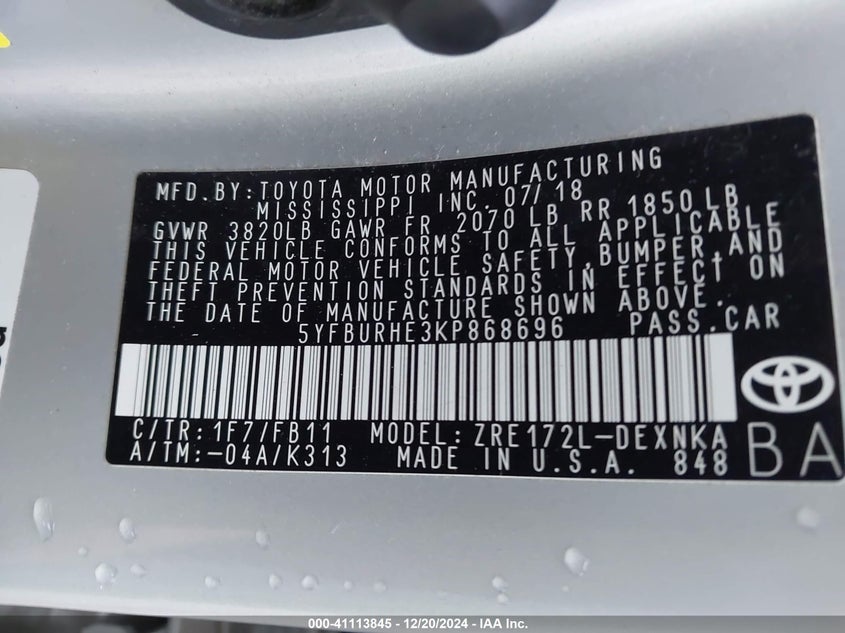 MFD.BY:TOYOTA MOTOR MANUFACTURING
MISSISSIPPI INC. 07/18
GVWR 3820LB GAWR FR 2070 LB RR 1850 LB
THIS VEHICLE CONFORMS TO ALL APPLICABLE
FEDERAL MOTOR VEHICLE SAFETY,BUMPER,AND
THEFT PREVENTION STANDARDS IN EFFECT ON
THE DATE OF MANUFACTURE SHOWN ABOVE.
5YFBURHE3KP868696 PASS.CAR
C/TR:1F7/FB11 MODEL:ZRE172L-DEXNKA
A/TM:-04A/K313 MADE IN U.S.A. 848
BA
000-41113845 - 12/20/2024 - IAA Inc.